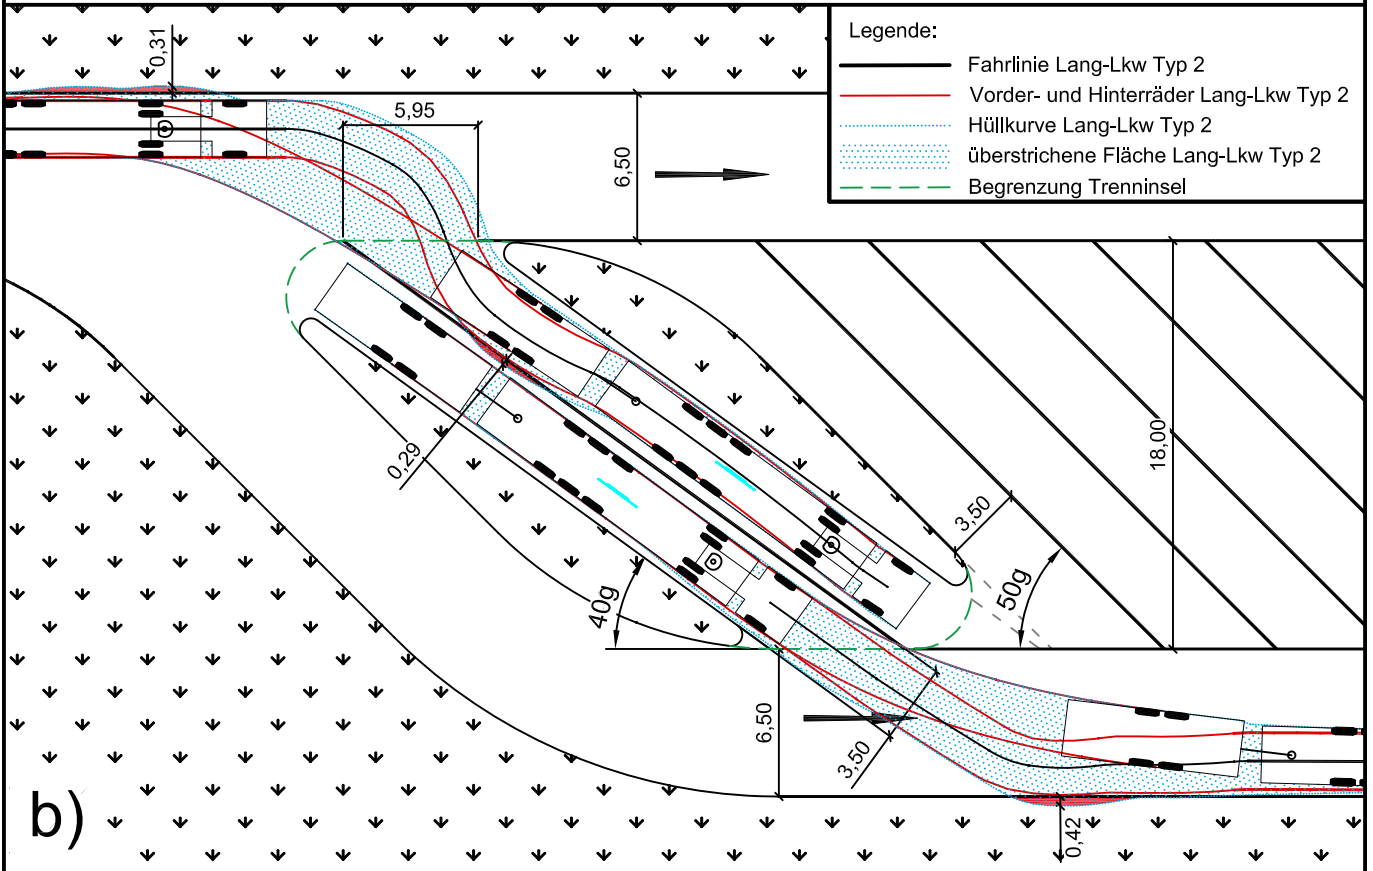 Legende:
Fahrlinie Lang-Lkw Typ 2
Vorder- und Hinterräder Lang-Lkw Typ 2
Hüllkurve Lang-Lkw Typ 2
überstrichene Fläche Lang-Lkw Typ 2
Begrenzung Trenninsel
0,31
5,95
6,50
0,29
18,00
3,50
50g
40g
6,50
3,50
0,42
b)